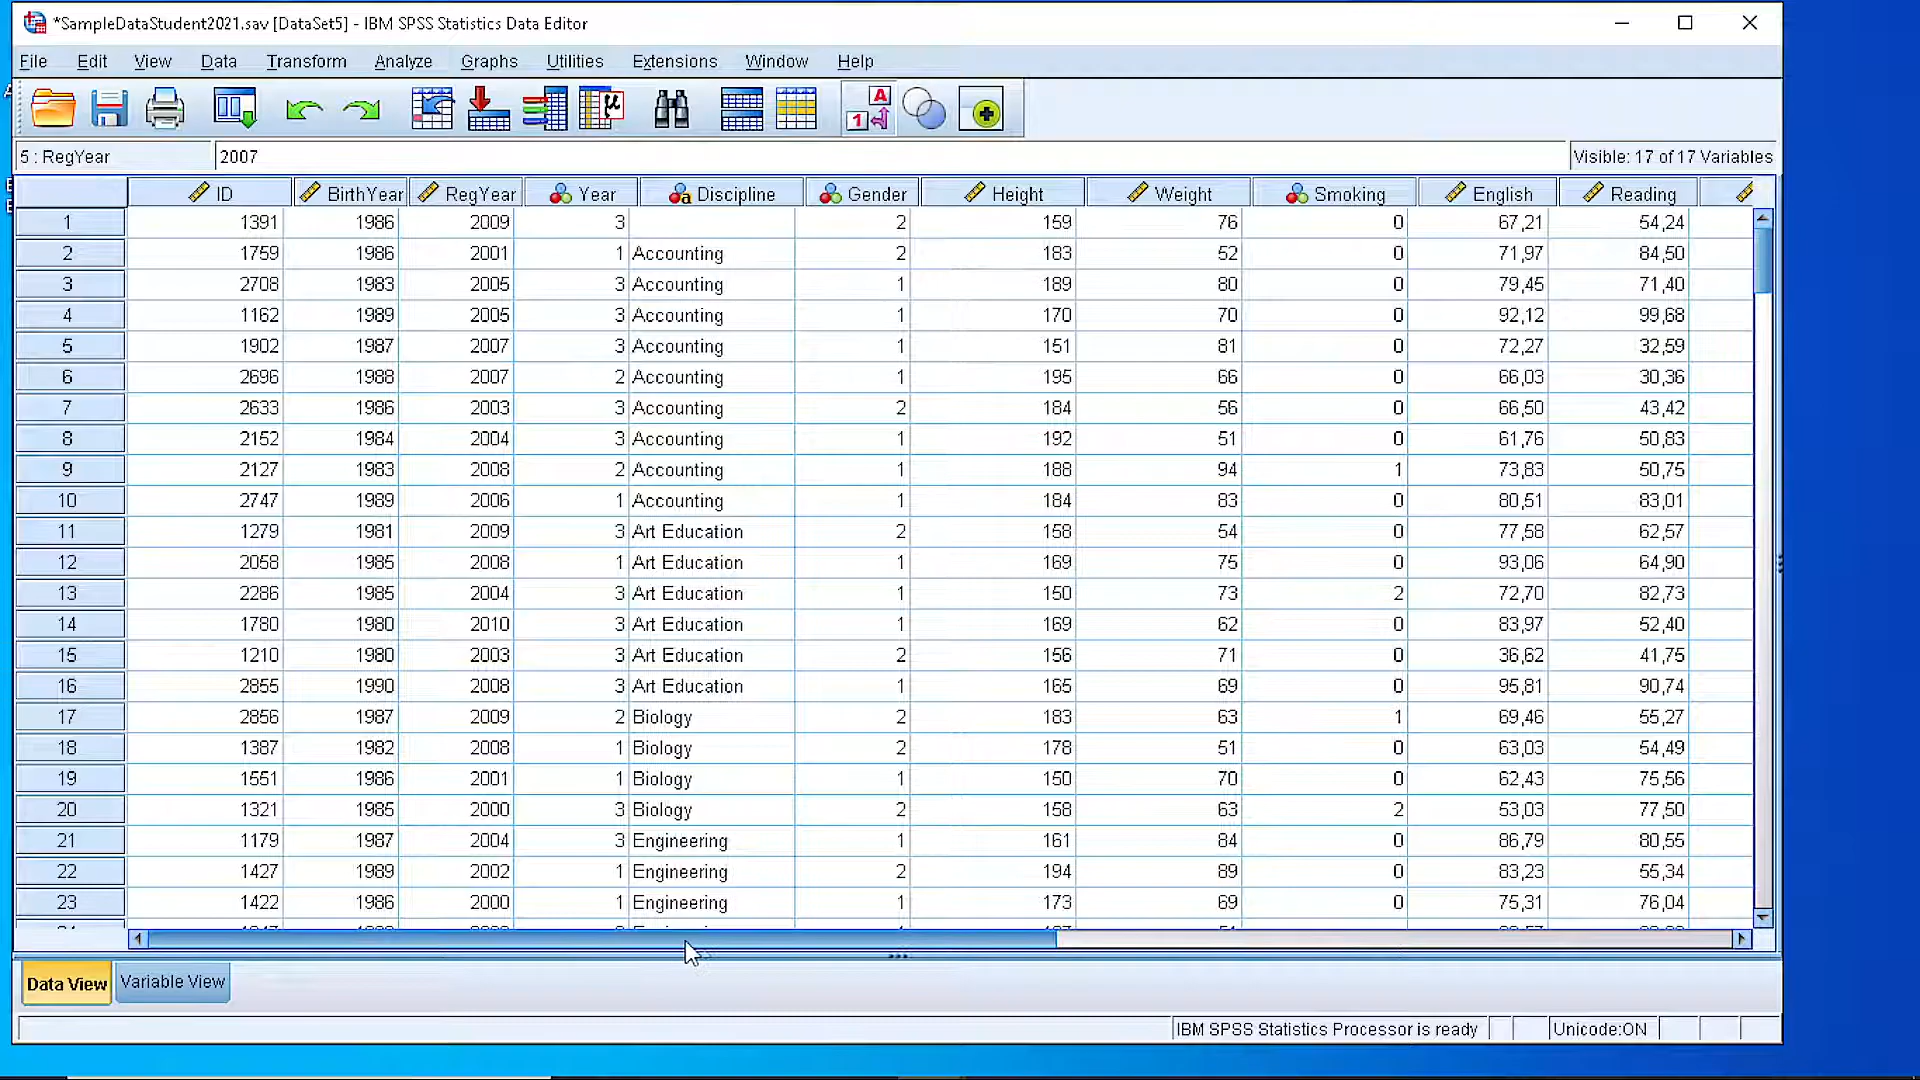 *SampleDataStudent2021.sav [DataSet5] - IBM SPSS Statistics Data Editor
File Edit View Data Transform Analyze Graphs Utilities Extensions Window Help
5 : RegYear 2007 Visible: 17 of 17 Variables
ID BirthYear RegYear Year Discipline Gender Height Weight Smoking English Reading
1 1391 1986 2009 3 2 159 76 0 67,21 54,24
2 1759 1986 2001 1 Accounting 2 183 52 0 71,97 84,50
3 2708 1983 2005 3 Accounting 1 189 80 0 79,45 71,40
4 1162 1989 2005 3 Accounting 1 170 70 0 92,12 99,68
5 1902 1987 2007 3 Accounting 1 151 81 0 72,27 32,59
6 2696 1988 2007 2 Accounting 1 195 66 0 66,03 30,36
7 2633 1986 2003 3 Accounting 2 184 56 0 66,50 43,42
8 2152 1984 2004 3 Accounting 1 192 51 0 61,76 50,83
9 2127 1983 2008 2 Accounting 1 188 94 1 73,83 50,75
10 2747 1989 2006 1 Accounting 1 184 83 0 80,51 83,01
11 1279 1981 2009 3 Art Education 2 158 54 0 77,58 62,57
12 2058 1985 2008 1 Art Education 1 169 75 0 93,06 64,90
13 2286 1985 2004 3 Art Education 1 150 73 2 72,70 82,73
14 1780 1980 2010 3 Art Education 1 169 62 0 83,97 52,40
15 1210 1980 2003 3 Art Education 2 156 71 0 36,62 41,75
16 2855 1990 2008 3 Art Education 1 165 69 0 95,81 90,74
17 2856 1987 2009 2 Biology 2 183 63 1 69,46 55,27
18 1387 1982 2008 1 Biology 2 178 51 0 63,03 54,49
19 1551 1986 2001 1 Biology 1 150 70 0 62,43 75,56
20 1321 1985 2000 3 Biology 2 158 63 2 53,03 77,50
21 1179 1987 2004 3 Engineering 1 161 84 0 86,79 80,55
22 1427 1989 2002 1 Engineering 2 194 89 0 83,23 55,34
23 1422 1986 2000 1 Engineering 1 173 69 0 75,31 76,04
Data View Variable View
IBM SPSS Statistics Processor is ready Unicode:ON